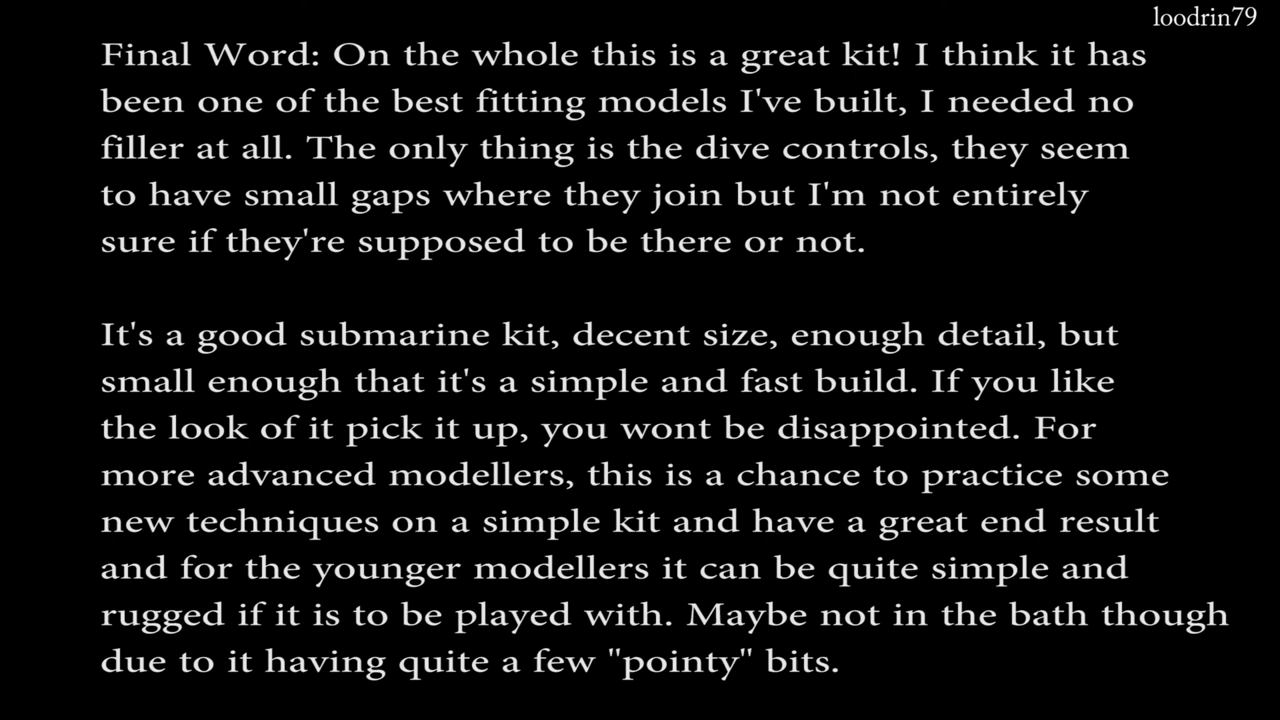 loodrin79
Final Word: On the whole this is a great kit! I think it has
been one of the best fitting models I've built, I needed no
filler at all. The only thing is the dive controls, they seem
to have small gaps where they join but I'm not entirely
sure if they're supposed to be there or not.
It's a good submarine kit, decent size, enough detail, but
small enough that it's a simple and fast build. If you like
the look of it pick it up, you wont be disappointed. For
more advanced modellers, this is a chance to practice some
new techniques on a simple kit and have a great end result
and for the younger modellers it can be quite simple and
rugged if it is to be played with. Maybe not in the bath though
due to it having quite a few "pointy" bits.